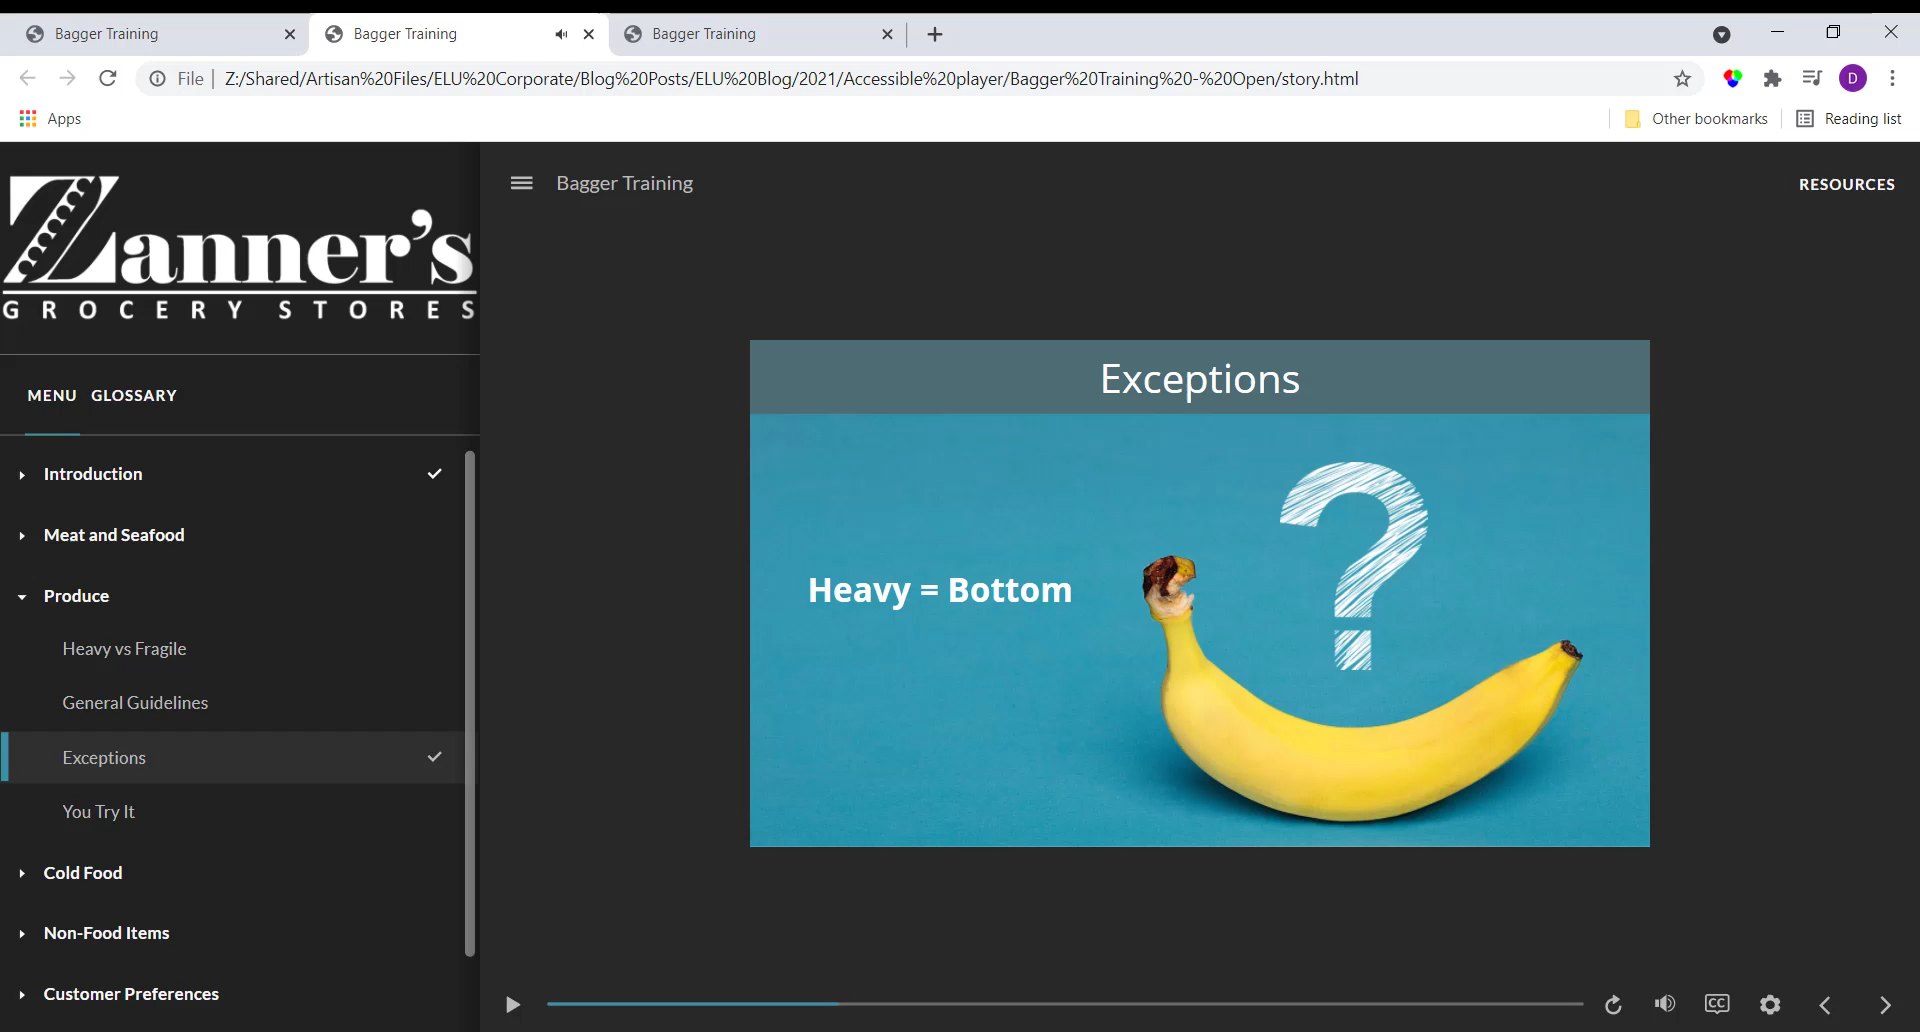 Bagger Training
Bagger Training
Bagger Training
File
Z:/Shared/Artisan%20Files/ELU%20Corporate/Blog%20Posts/ELU%20Blog/2021/Accessible%20player/Bagger%20Training%20-%20Open/story.html
D
Apps
Other bookmarks
Reading list
Zanner's
GROCERY STORES
MENU GLOSSARY
Introduction
Meat and Seafood
Produce
Heavy vs Fragile
General Guidelines
Exceptions
You Try It
Cold Food
Non-Food Items
Customer Preferences
Bagger Training
RESOURCES
Exceptions
Heavy = Bottom
?
CC